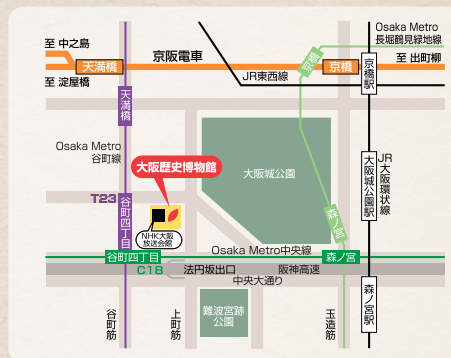 Osaka Metro
長堀鶴見緑地線
至 中之島
京阪電車
京橋
至 出町柳
天満橋
京橋
京橋駅
至 淀屋橋
JR東西線
天満橋
Osaka Metro
谷町線
大阪歴史博物館
大阪城公園
大阪城公園駅
JR大阪環状線
T23
谷町四丁目
NHK大阪
放送会館
森ノ宮
Osaka Metro中央線
谷町四丁目
森ノ宮
C18
法円坂出口
阪神高速
中央大通り
森ノ宮駅
谷町筋
上町筋
難波宮跡
公園
玉造筋